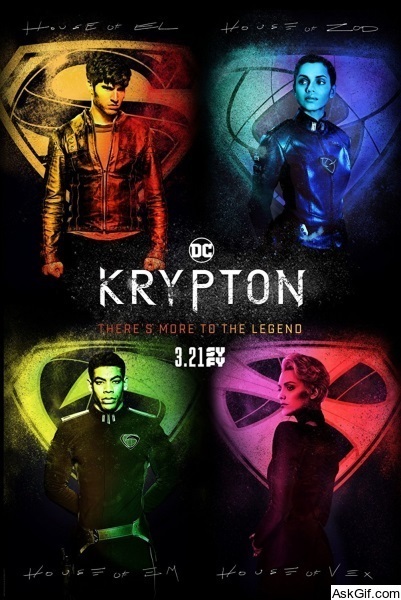 HOUSE OF EL
HOUSE OF ZOD
DC
KRYPTON
THERE'S MORE TO THE LEGEND
3.21 SYFY
HOUSE OF EM
HOUSE OF VEX
AskGif.com